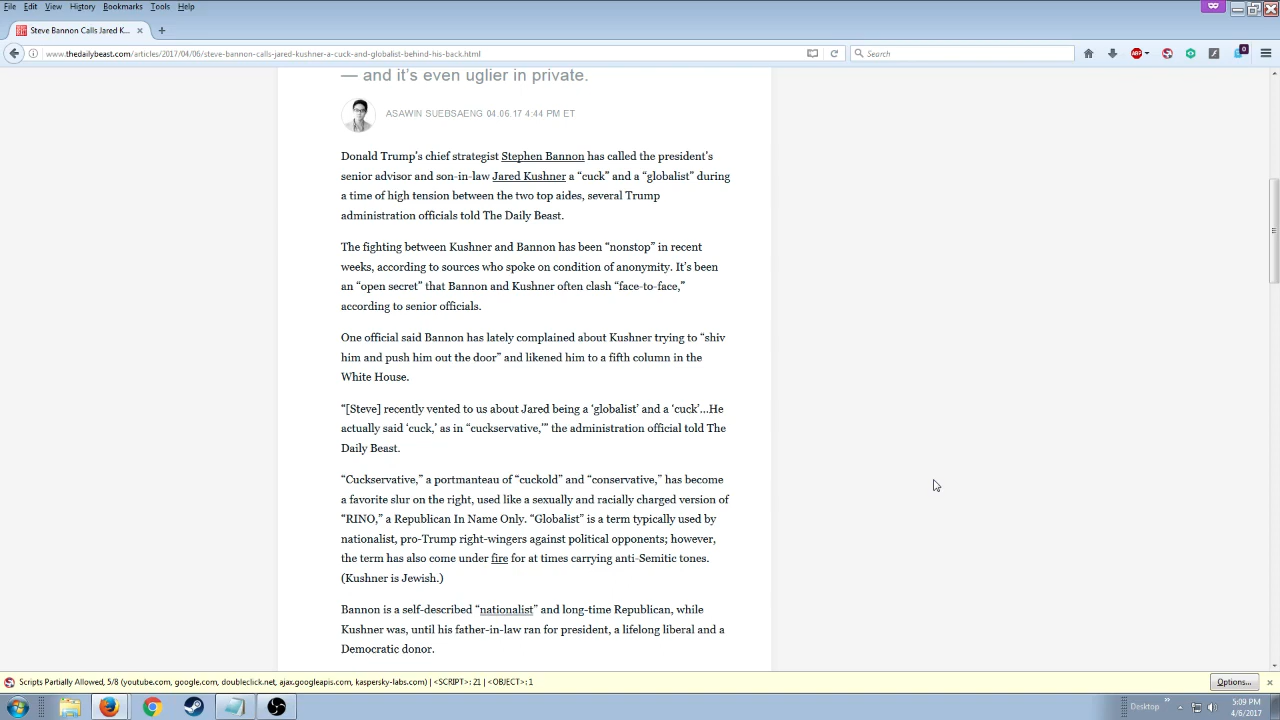 File Edit View History Bookmarks Tools Help
Steve Bannon Calls Jared K...
www.thedailybeast.com/articles/2017/04/06/steve-bannon-calls-jared-kushner-a-cuck-and-globalist-behind-his-back.html
Search
ABP
0
— and it’s even uglier in private.
ASAWIN SUEBSAENG 04.06.17 4:44 PM ET
Donald Trump’s chief strategist Stephen Bannon has called the president’s
senior advisor and son-in-law Jared Kushner a “cuck” and a “globalist” during
a time of high tension between the two top aides, several Trump
administration officials told The Daily Beast.
The fighting between Kushner and Bannon has been “nonstop” in recent
weeks, according to sources who spoke on condition of anonymity. It’s been
an “open secret” that Bannon and Kushner often clash “face-to-face,”
according to senior officials.
One official said Bannon has lately complained about Kushner trying to “shiv
him and push him out the door” and likened him to a fifth column in the
White House.
“[Steve] recently vented to us about Jared being a ‘globalist’ and a ‘cuck’…He
actually said ‘cuck,’ as in “cuckservative,’” the administration official told The
Daily Beast.
“Cuckservative,” a portmanteau of “cuckold” and “conservative,” has become
a favorite slur on the right, used like a sexually and racially charged version of
“RINO,” a Republican In Name Only. “Globalist” is a term typically used by
nationalist, pro-Trump right-wingers against political opponents; however,
the term has also come under fire for at times carrying anti-Semitic tones.
(Kushner is Jewish.)
Bannon is a self-described “nationalist” and long-time Republican, while
Kushner was, until his father-in-law ran for president, a lifelong liberal and a
Democratic donor.
Scripts Partially Allowed, 5/8 (youtube.com, google.com, doubleclick.net, ajax.googleapis.com, kaspersky-labs.com) | <SCRIPT>: 21 | <OBJECT>: 1
Options...
Desktop
5:09 PM
4/6/2017